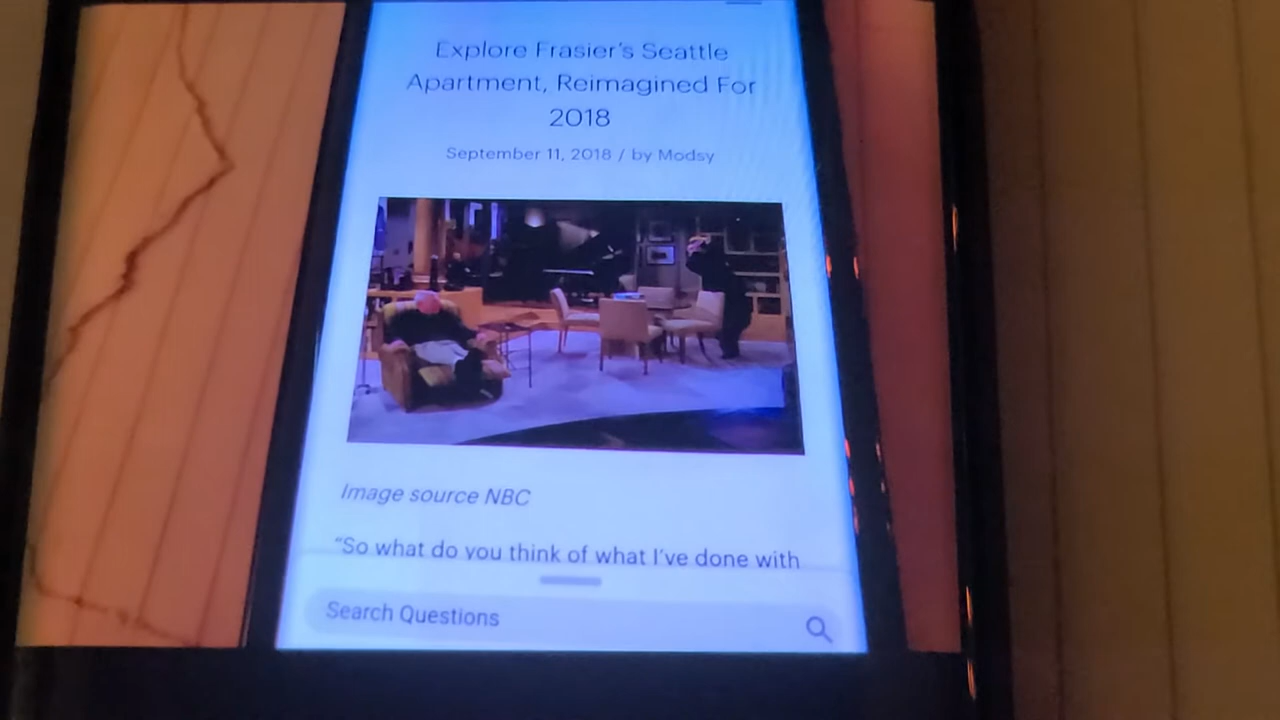 Explore Frasier's Seattle
Apartment, Reimagined For
2018
September 11, 2018 / by Modsy
Image source NBC
“So what do you think of what I've done with
Search Questions